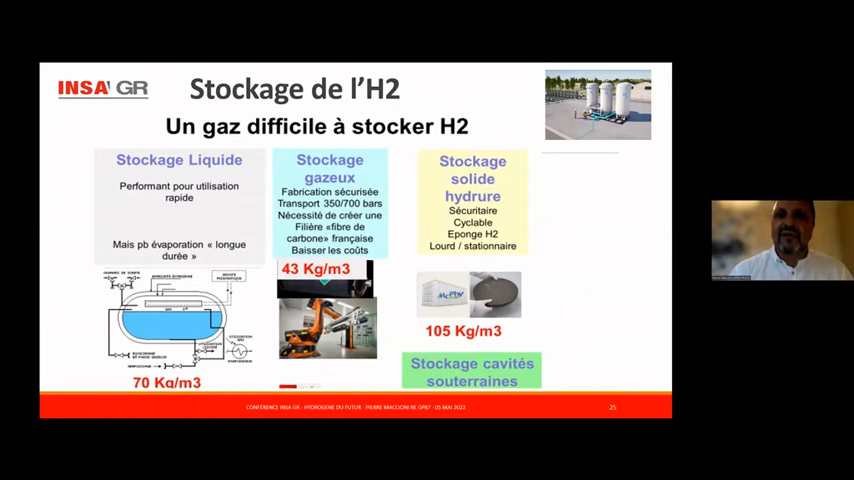 INSA GR
Stockage de l'H2
Un gaz difficile à stocker H2
Stockage Liquide
Performant pour utilisation
rapide
Mais pb évaporation « longue
durée »
70 Kg/m3
Stockage
gazeux
Fabrication sécurisée
Transport 350/700 bars
Nécessité de créer une
Filière «fibre de
carbone» française
Baisser les coûts
43 Kg/m3
Stockage
solide
hydrure
Sécuritaire
Cyclable
Eponge H2
Lourd / stationnaire
McPhy
105 Kg/m3
Stockage cavités
souterraines
CONFÉRENCE INSA GR - HYDROGENE DU FUTUR - PIERRE MACCIONI RE GP87 - 05 MAI 2022
25